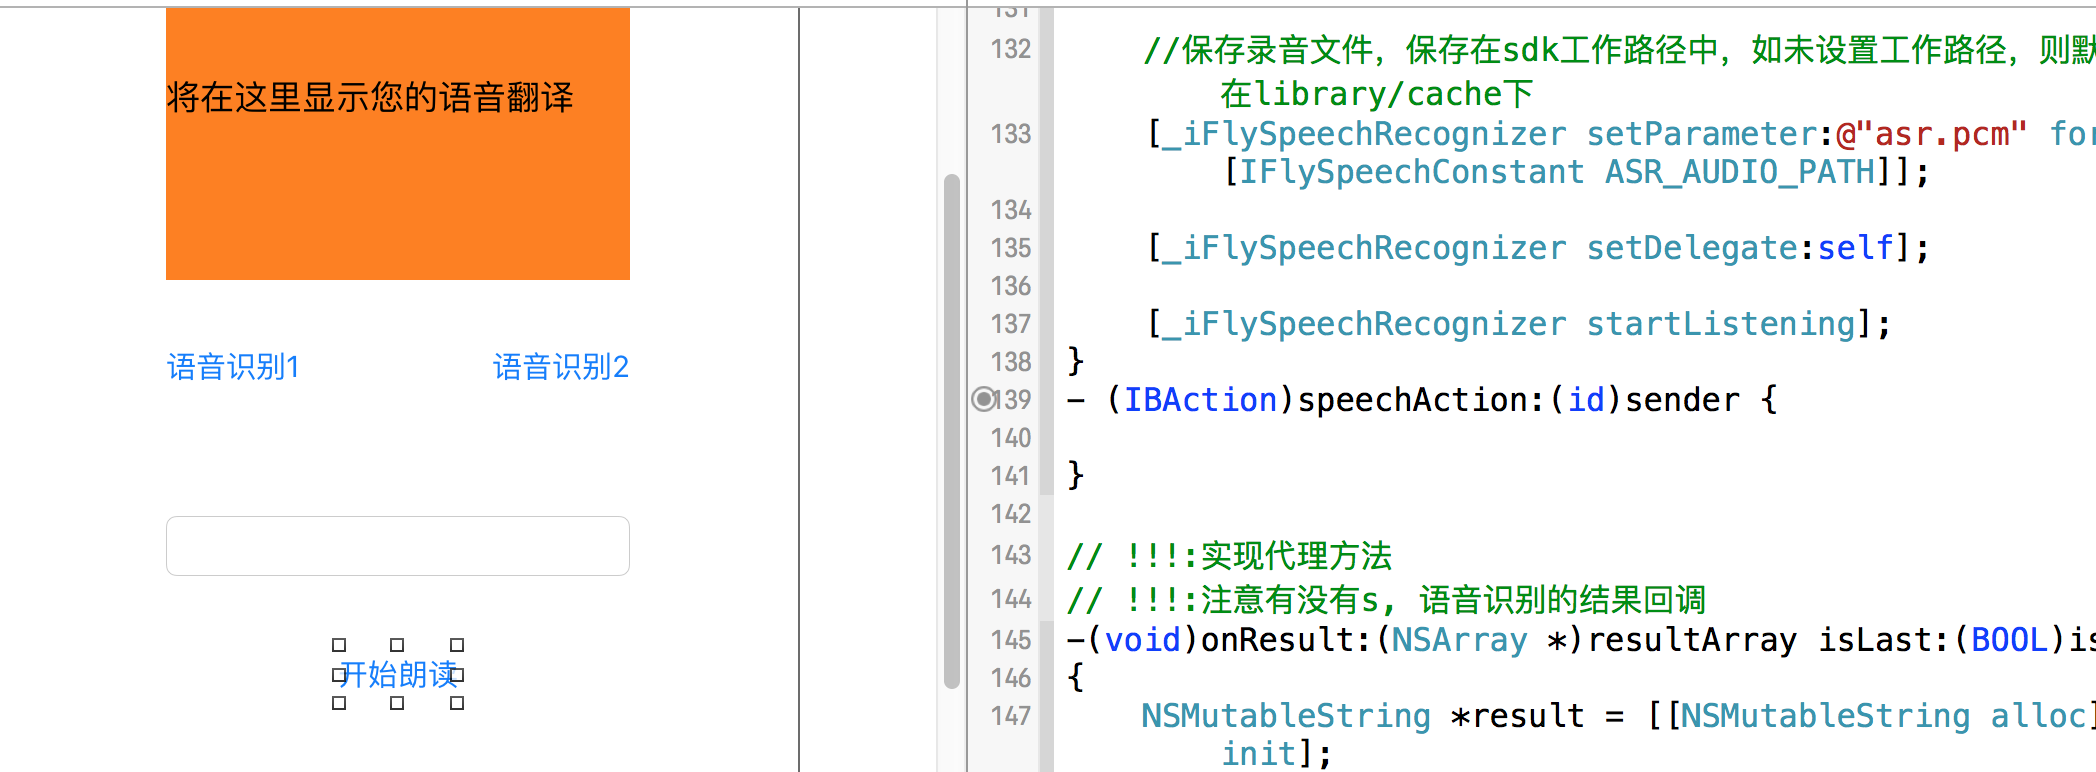 将在这里显示您的语音翻译
语音识别1
语音识别2
开始朗读
131
132 //保存录音文件，保存在sdk工作路径中，如未设置工作路径，则默
在library/cache下
133 [_iFlySpeechRecognizer setParameter:@"asr.pcm" for
[IFlySpeechConstant ASR_AUDIO_PATH]];
134
135 [_iFlySpeechRecognizer setDelegate:self];
136
137 [_iFlySpeechRecognizer startListening];
138 }
139 - (IBAction)speechAction:(id)sender {
140
141 }
142
143 // !!!:实现代理方法
144 // !!!:注意有没有s, 语音识别的结果回调
145 -(void)onResult:(NSArray *)resultArray isLast:(BOOL)is
146 {
147 NSMutableString *result = [[NSMutableString alloc]
init];